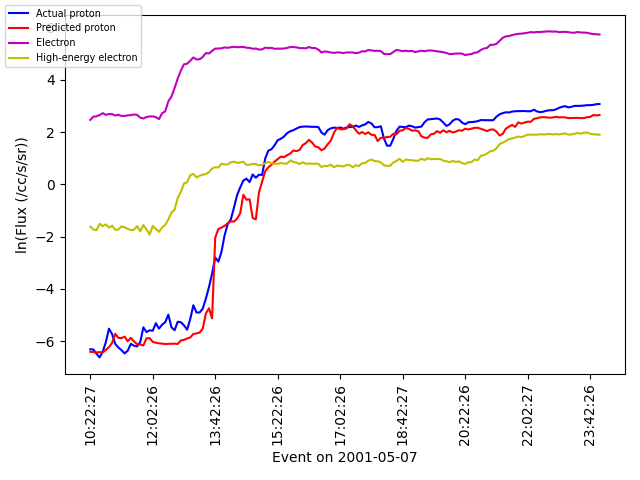 Actual proton
Predicted proton
Electron
High-energy electron
4
2
0
−2
−4
−6
ln(Flux (/cc/s/sr))
10:22:27
12:02:26
13:42:26
15:22:26
17:02:26
18:42:27
20:22:26
22:02:27
23:42:26
Event on 2001-05-07